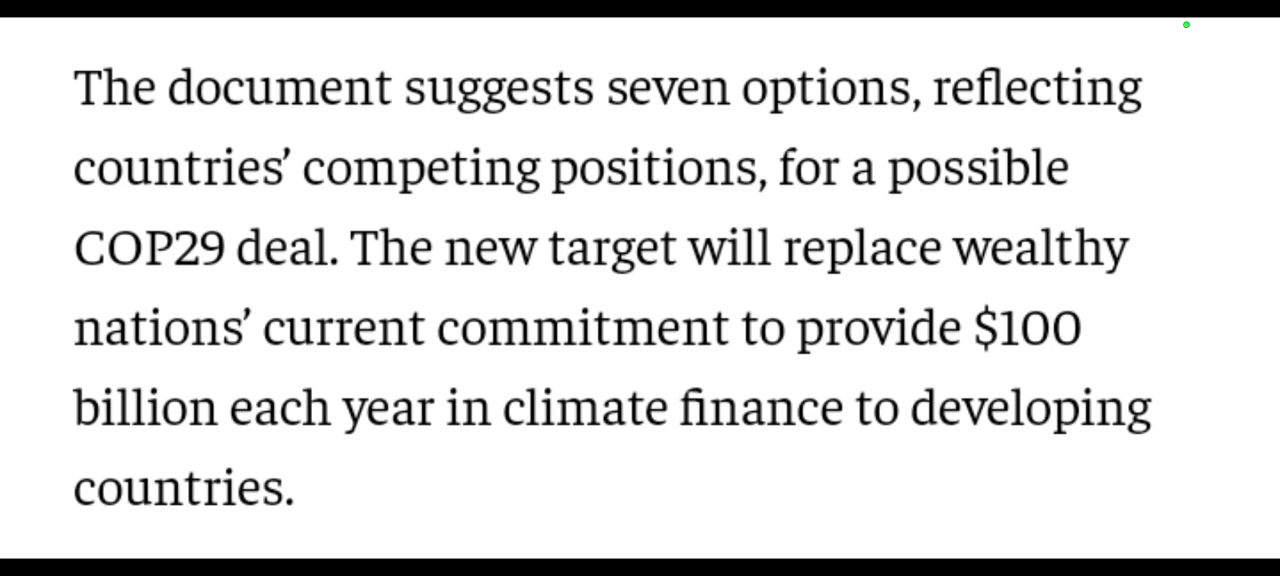 The document suggests seven options, reflecting
countries’ competing positions, for a possible
COP29 deal. The new target will replace wealthy
nations’ current commitment to provide $100
billion each year in climate finance to developing
countries.